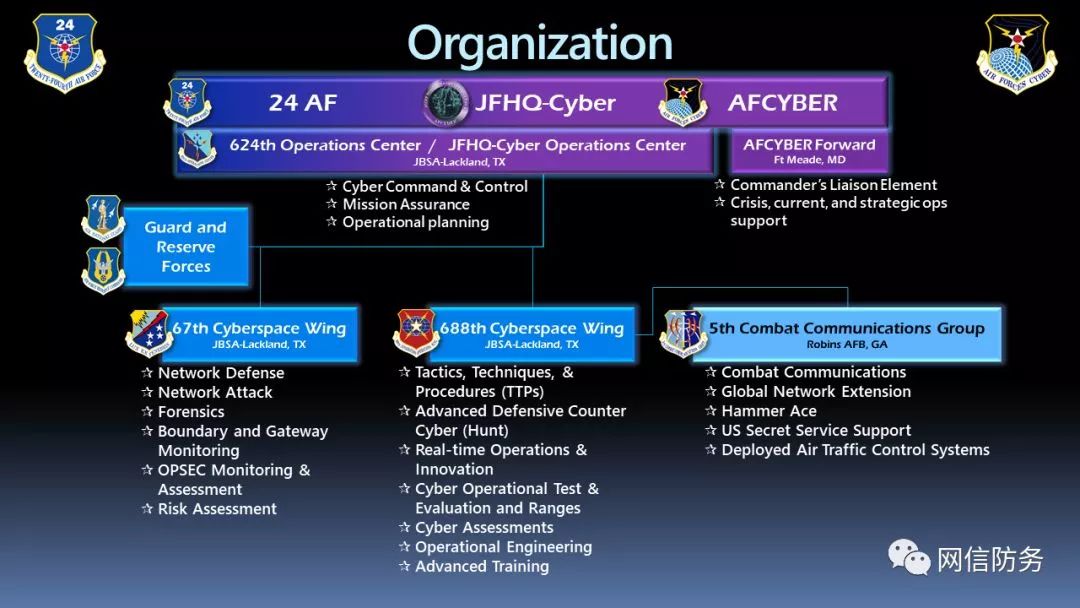 Organization
24
TWENTY-FOURTH AIR FORCE
AIR FORCES CYBER
24 AF
JFHQ-Cyber
AFCYBER
624th Operations Center / JFHQ-Cyber Operations Center
JBSA-Lackland, TX
AFCYBER Forward
Ft Meade, MD
☆ Cyber Command & Control
☆ Mission Assurance
☆ Operational planning
☆ Commander's Liaison Element
☆ Crisis, current, and strategic ops
support
Guard and
Reserve
Forces
67th Cyberspace Wing
JBSA-Lackland, TX
☆ Network Defense
☆ Network Attack
☆ Forensics
☆ Boundary and Gateway
Monitoring
☆ OPSEC Monitoring &
Assessment
☆ Risk Assessment
688th Cyberspace Wing
JBSA-Lackland, TX
☆ Tactics, Techniques, &
Procedures (TTPs)
☆ Advanced Defensive Counter
Cyber (Hunt)
☆ Real-time Operations &
Innovation
☆ Cyber Operational Test &
Evaluation and Ranges
☆ Cyber Assessments
☆ Operational Engineering
☆ Advanced Training
5th Combat Communications Group
Robins AFB, GA
☆ Combat Communications
☆ Global Network Extension
☆ Hammer Ace
☆ US Secret Service Support
☆ Deployed Air Traffic Control Systems
网信防务